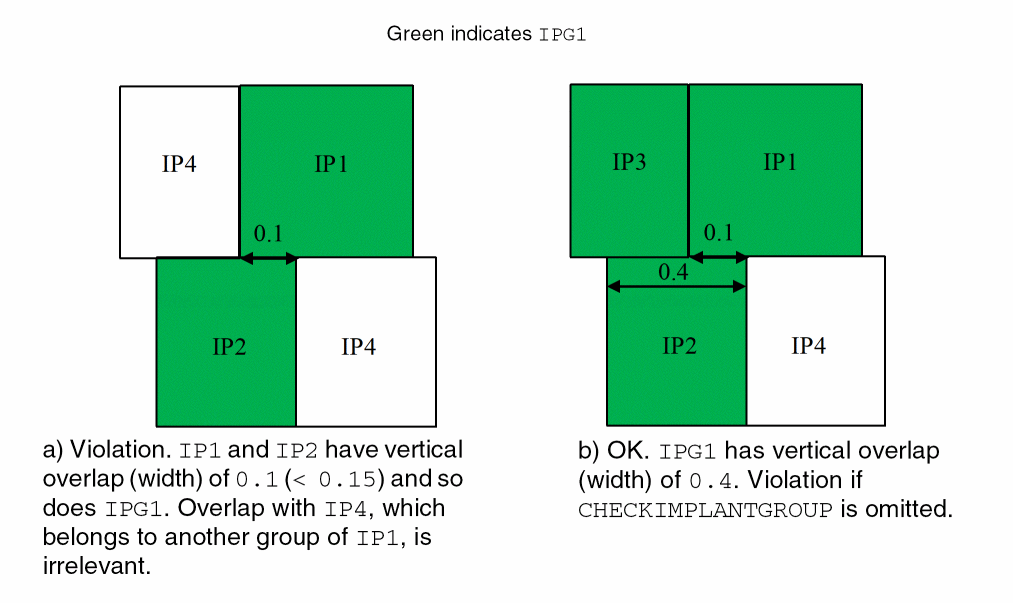 Green indicates IPG1
IP4
IP1
0.1
IP2
IP4
IP3
IP1
0.1
0.4
IP2
IP4
a) Violation. IP1 and IP2 have vertical
overlap (width) of 0.1 (< 0.15) and so
does IPG1. Overlap with IP4, which
belongs to another group of IP1, is
irrelevant.
b) OK. IPG1 has vertical overlap
(width) of 0.4. Violation if
CHECKIMPLANTGROUP is omitted.